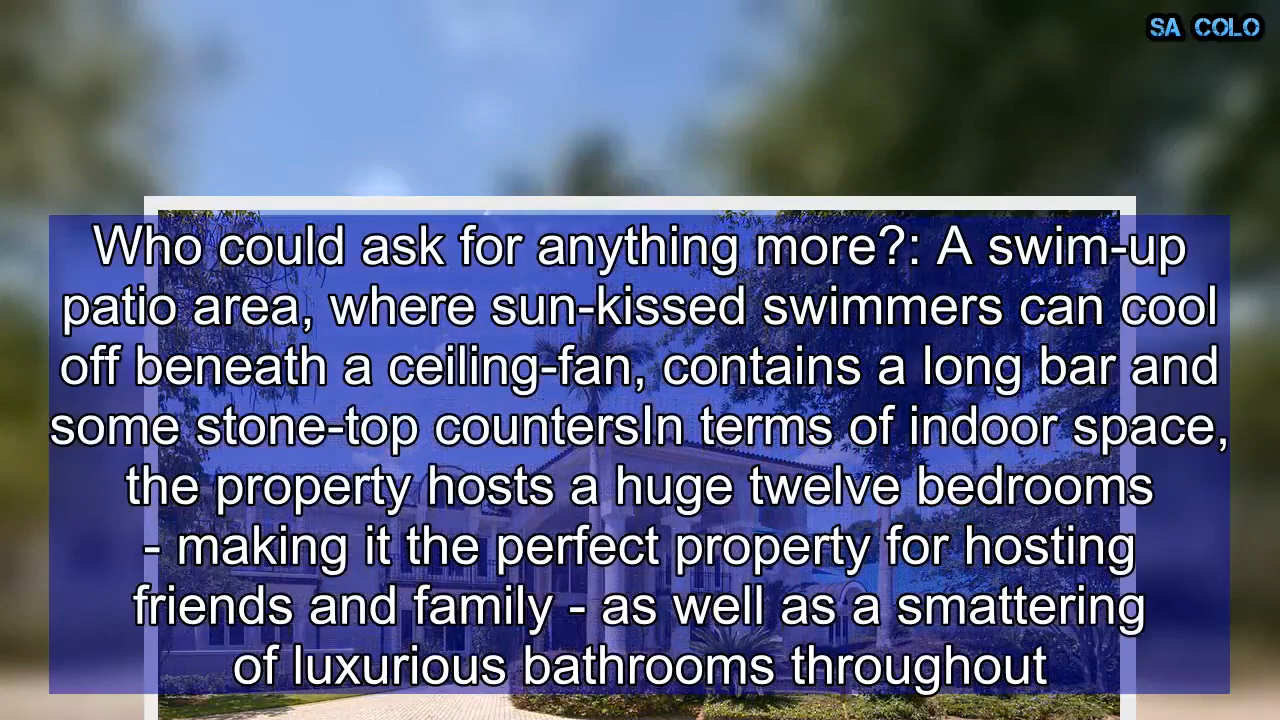 SA COLO
Who could ask for anything more?: A swim-up
patio area, where sun-kissed swimmers can cool
off beneath a ceiling-fan, contains a long bar and
some stone-top countersIn terms of indoor space,
the property hosts a huge twelve bedrooms
- making it the perfect property for hosting
friends and family - as well as a smattering
of luxurious bathrooms throughout